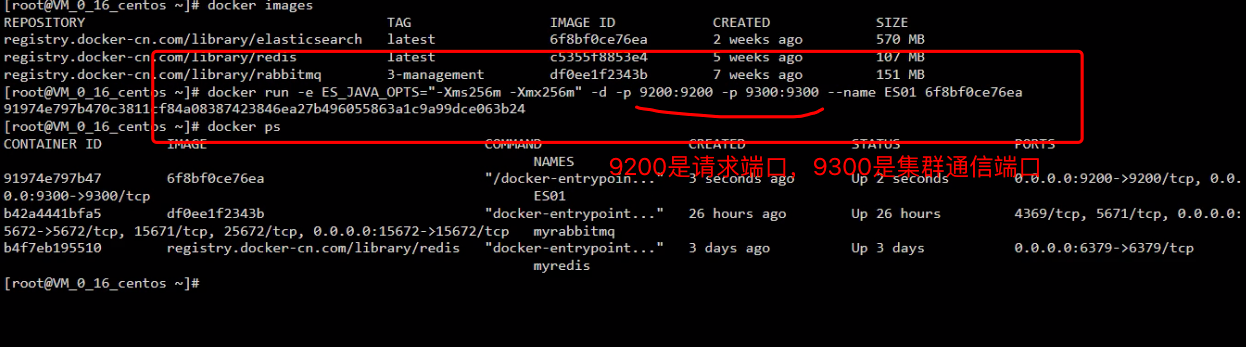 [root@VM_0_16_centos ~]# docker images
REPOSITORY TAG IMAGE ID CREATED SIZE
registry.docker-cn.com/library/elasticsearch latest 6f8bf0ce76ea 2 weeks ago 570 MB
registry.docker-cn.com/library/redis latest c5355f8853e4 5 weeks ago 107 MB
registry.docker-cn.com/library/rabbitmq 3-management df0ee1f2343b 7 weeks ago 151 MB
[root@VM_0_16_centos ~]# docker run -e ES_JAVA_OPTS="-Xms256m -Xmx256m" -d -p 9200:9200 -p 9300:9300 --name ES01 6f8bf0ce76ea
91974e797b470c3811cf84a08387423846ea27b496055863a1c9a99dce063b24
[root@VM_0_16_centos ~]# docker ps
CONTAINER ID IMAGE COMMAND CREATED STATUS PORTS
NAMES
9200是请求端口，9300是集群通信端口
91974e797b47 6f8bf0ce76ea "/docker-entrypoin..." 3 seconds ago Up 2 seconds 0.0.0.0:9200->9200/tcp, 0.0.
0.0:9300->9300/tcp ES01
b42a4441bfa5 df0ee1f2343b "docker-entrypoint..." 26 hours ago Up 26 hours 4369/tcp, 5671/tcp, 0.0.0.0:
5672->5672/tcp, 15671/tcp, 25672/tcp, 0.0.0.0:15672->15672/tcp myrabbitmq
b4f7eb195510 registry.docker-cn.com/library/redis "docker-entrypoint..." 3 days ago Up 3 days 0.0.0.0:6379->6379/tcp
myredis
[root@VM_0_16_centos ~]#